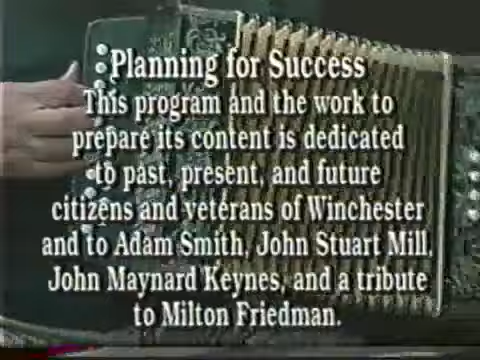 Planning for Success
This program and the work to
prepare its content is dedicated
to past, present, and future
citizens and veterans of Winchester
and to Adam Smith, John Stuart Mill,
John Maynard Keynes, and a tribute
to Milton Friedman.